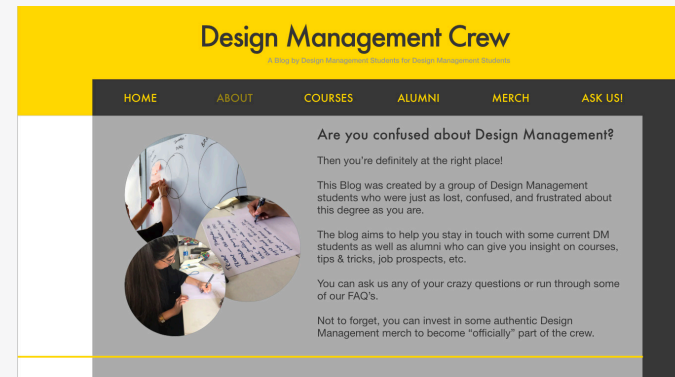 Design Management Crew
A Blog by Design Management Students for Design Management Students
HOME ABOUT COURSES ALUMNI MERCH ASK US!
Are you confused about Design Management?
Then you're definitely at the right place!
This Blog was created by a group of Design Management
students who were just as lost, confused, and frustrated about
this degree as you are.
The blog aims to help you stay in touch with some current DM
students as well as alumni who can give you insight on courses,
tips & tricks, job prospects, etc.
You can ask us any of your crazy questions or run through some
of our FAQ's.
Not to forget, you can invest in some authentic Design
Management merch to become “officially” part of the crew.